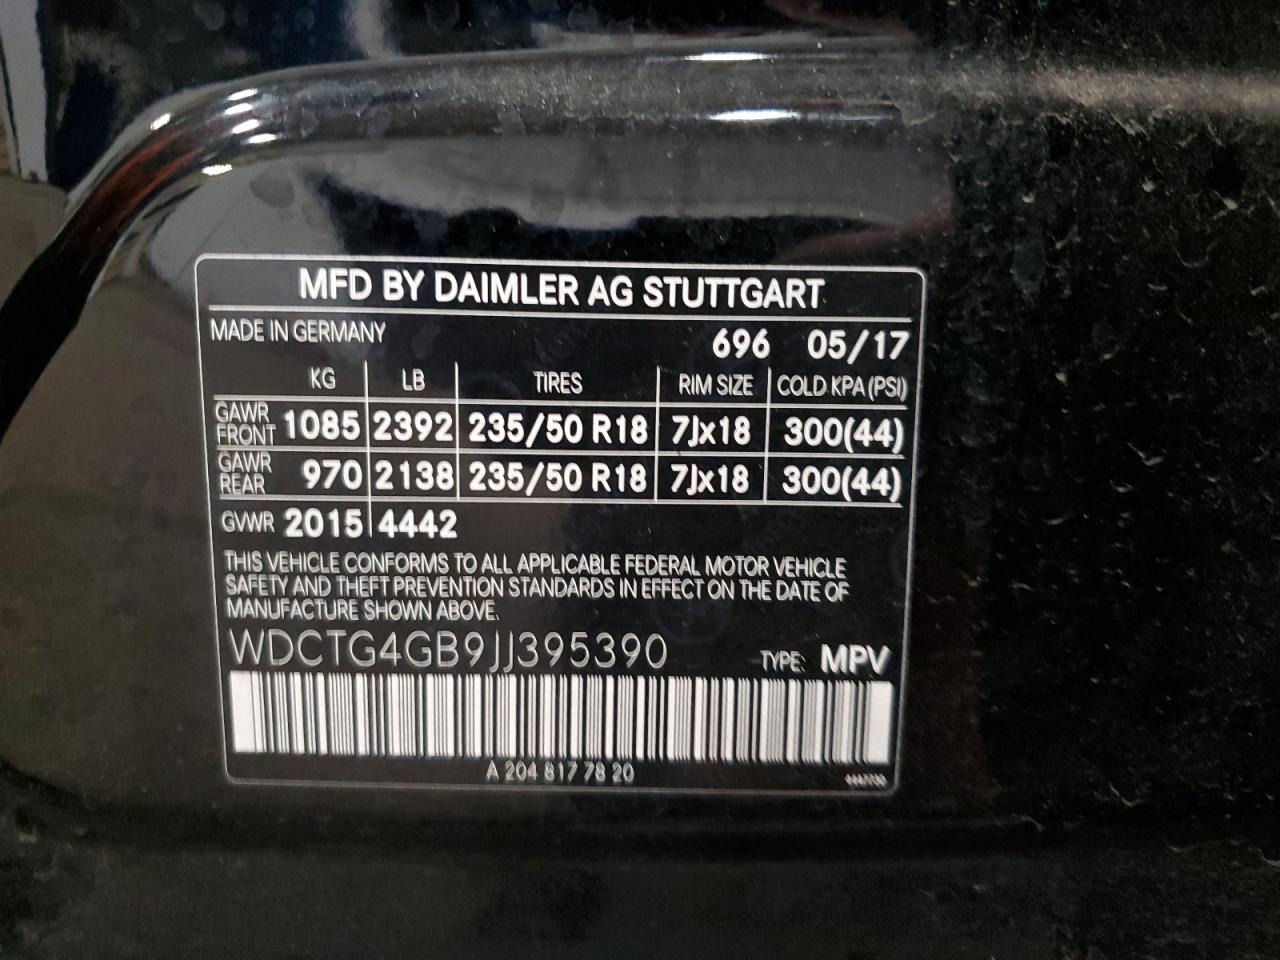 MFD BY DAIMLER AG STUTTGART
MADE IN GERMANY 696 05/17
KG LB TIRES RIM SIZE COLD KPA (PSI)
GAWR FRONT 1085 2392 235/50 R18 7Jx18 300(44)
GAWR REAR 970 2138 235/50 R18 7Jx18 300(44)
GVWR 2015 4442
THIS VEHICLE CONFORMS TO ALL APPLICABLE FEDERAL MOTOR VEHICLE
SAFETY AND THEFT PREVENTION STANDARDS IN EFFECT ON THE DATE OF
MANUFACTURE SHOWN ABOVE.
WDCTG4GB9JJ395390 TYPE: MPV
A 204 817 78 20